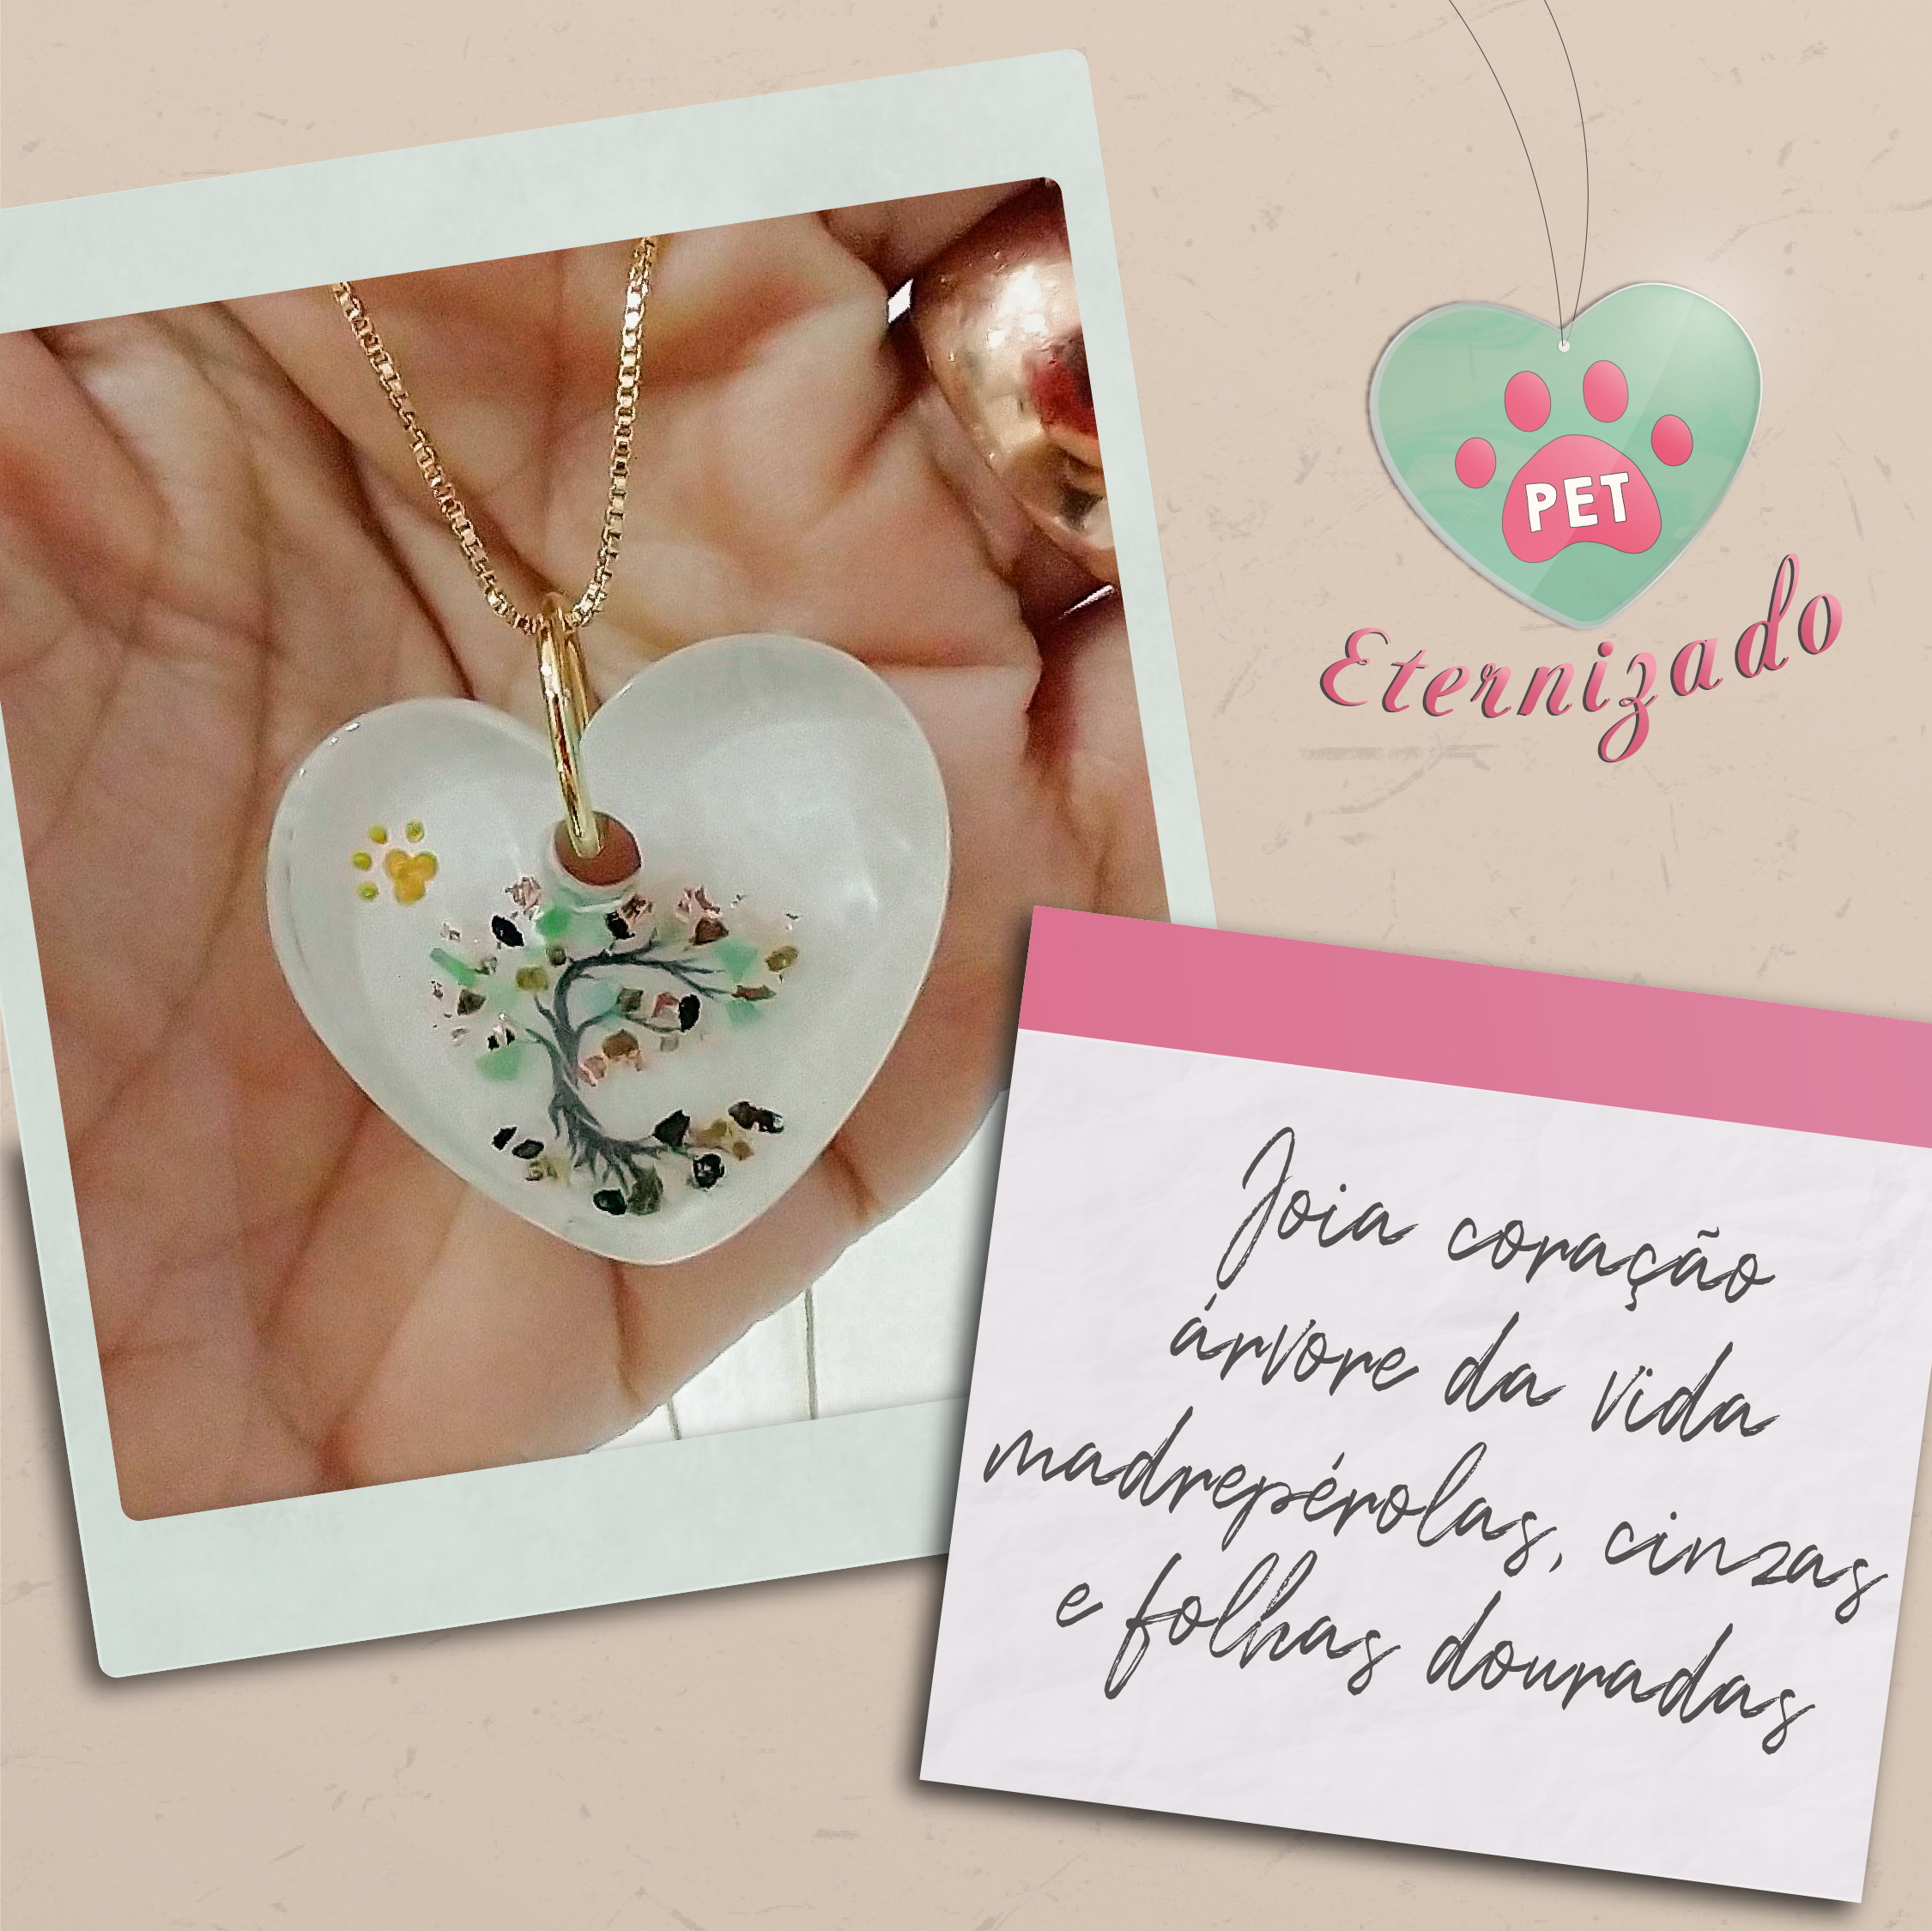 PET
Eternizado
Joia coração
árvore da vida
madrepérolas, cinzas
e folhas douradas